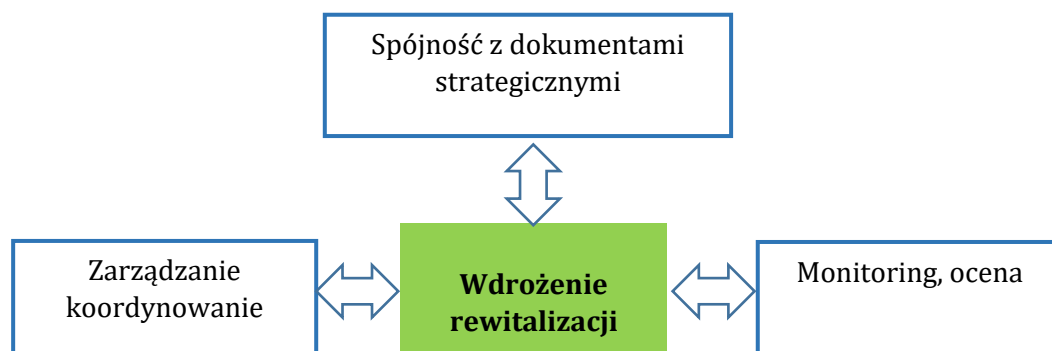 Spójność z dokumentami
strategicznymi
Zarządzanie
koordynowanie
Wdrożenie
rewitalizacji
Monitoring, ocena